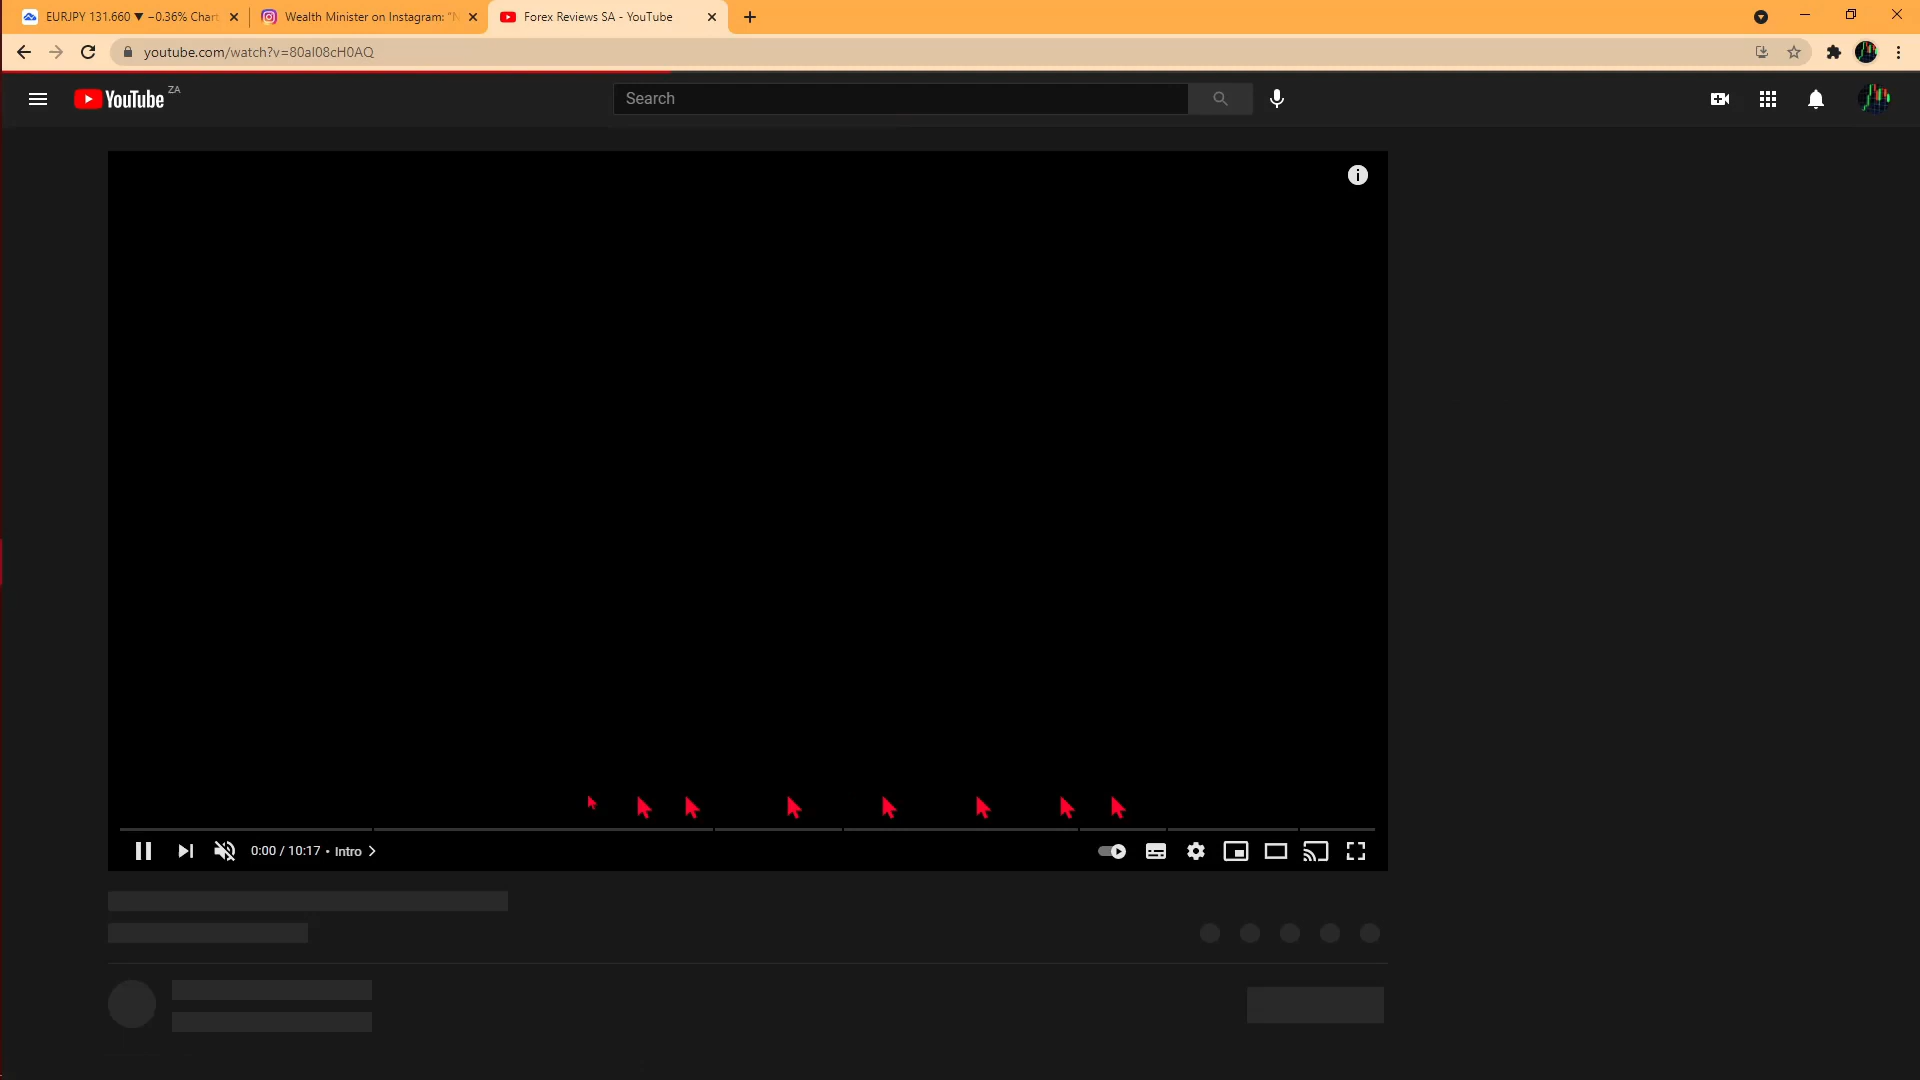 EURJPY 131.660 ▼ −0.36% Chart
Wealth Minister on Instagram: “N
Forex Reviews SA - YouTube
youtube.com/watch?v=80al08cH0AQ
YouTube ZA
Search
0:00 / 10:17 • Intro